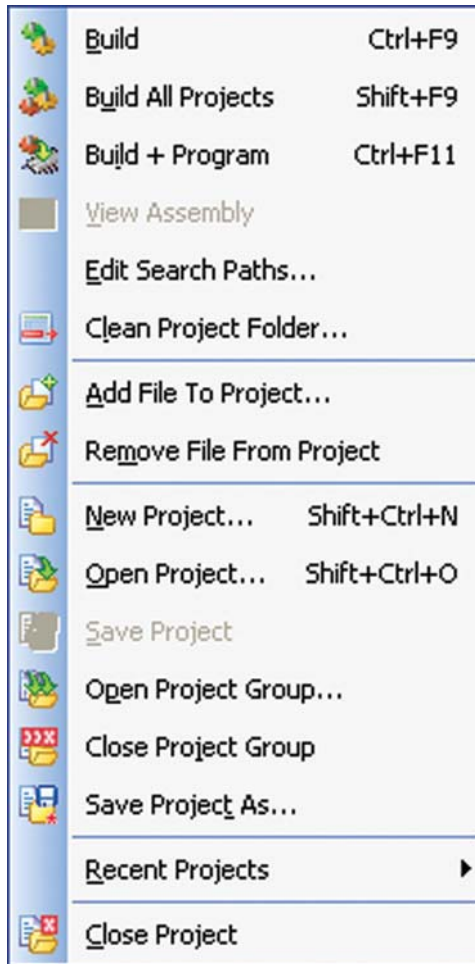 Build Ctrl+F9
Build All Projects Shift+F9
Build + Program Ctrl+F11
View Assembly
Edit Search Paths...
Clean Project Folder...
Add File To Project...
Remove File From Project
New Project... Shift+Ctrl+N
Open Project... Shift+Ctrl+O
Save Project
Open Project Group...
Close Project Group
Save Project As...
Recent Projects
Close Project